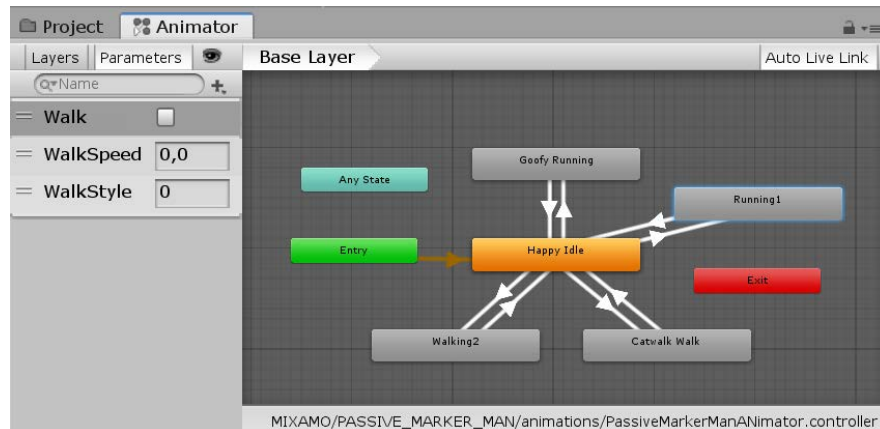 Project Animator
Layers Parameters Base Layer Auto Live Link
Name
Walk
WalkSpeed 0,0
WalkStyle 0
Goofy Running
Any State
Running1
Entry
Happy Idle
Exit
Walking2
Catwalk Walk
MIXAMO/PASSIVE_MARKER_MAN/animations/PassiveMarkerManANimator.controller